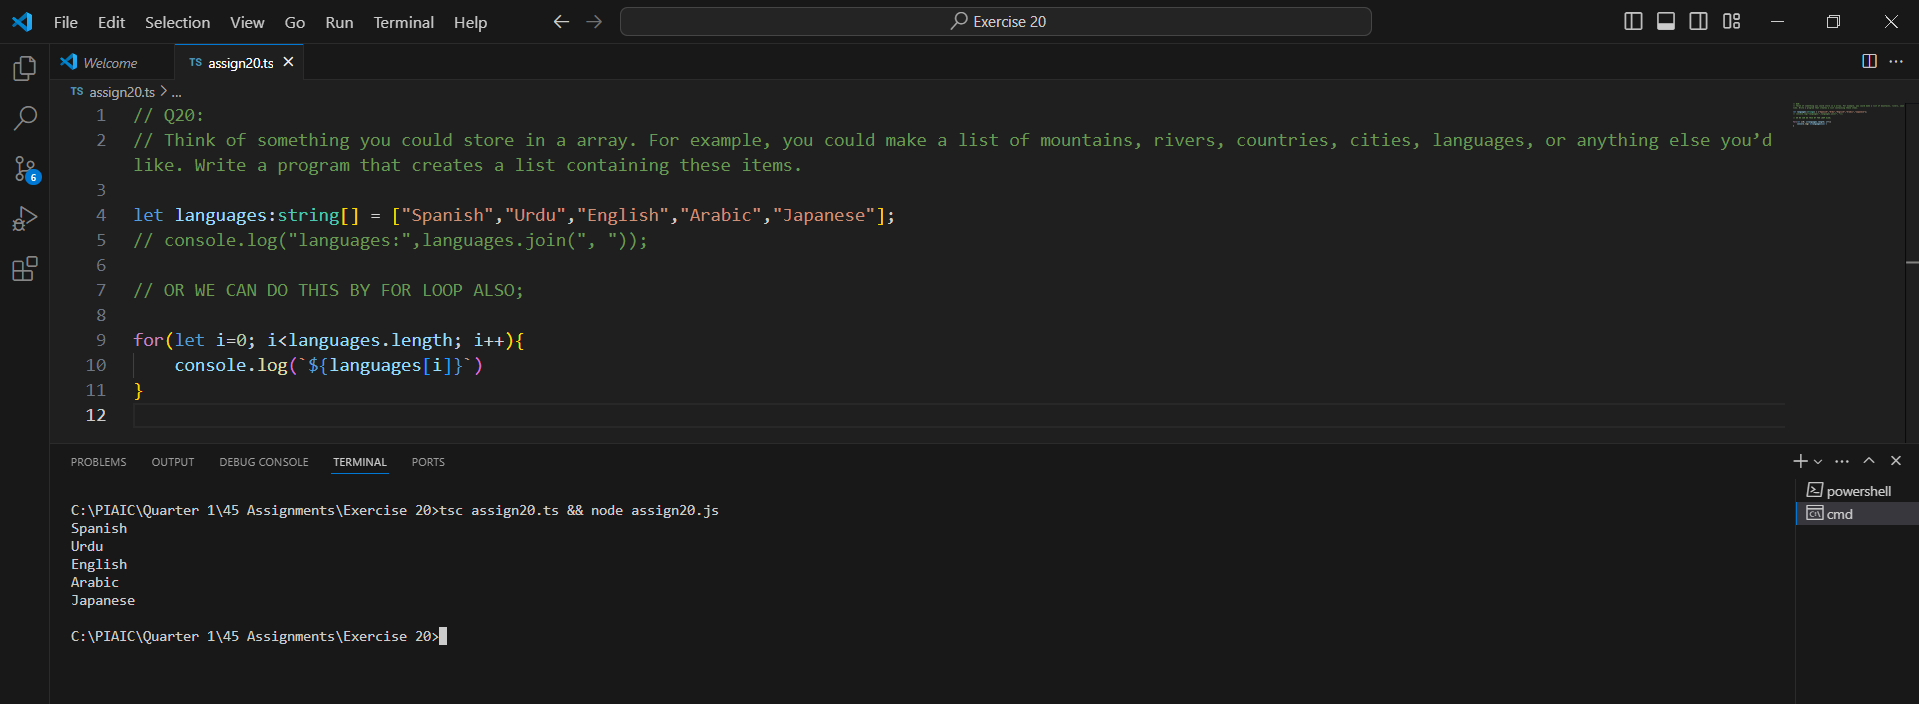 File Edit Selection View Go Run Terminal Help Exercise 20
Welcome TS assign20.ts
TS assign20.ts > ...
1 // Q20:
2 // Think of something you could store in a array. For example, you could make a list of mountains, rivers, countries, cities, languages, or anything else you’d
like. Write a program that creates a list containing these items.
3
4 let languages:string[] = ["Spanish","Urdu","English","Arabic","Japanese"];
5 // console.log("languages:",languages.join(", "));
6
7 // OR WE CAN DO THIS BY FOR LOOP ALSO;
8
9 for(let i=0; i<languages.length; i++){
10 console.log(`${languages[i]}`)
11 }
12
6
PROBLEMS OUTPUT DEBUG CONSOLE TERMINAL PORTS
C:\PIAIC\Quarter 1\45 Assignments\Exercise 20>tsc assign20.ts && node assign20.js
Spanish
Urdu
English
Arabic
Japanese
C:\PIAIC\Quarter 1\45 Assignments\Exercise 20>
powershell
cmd